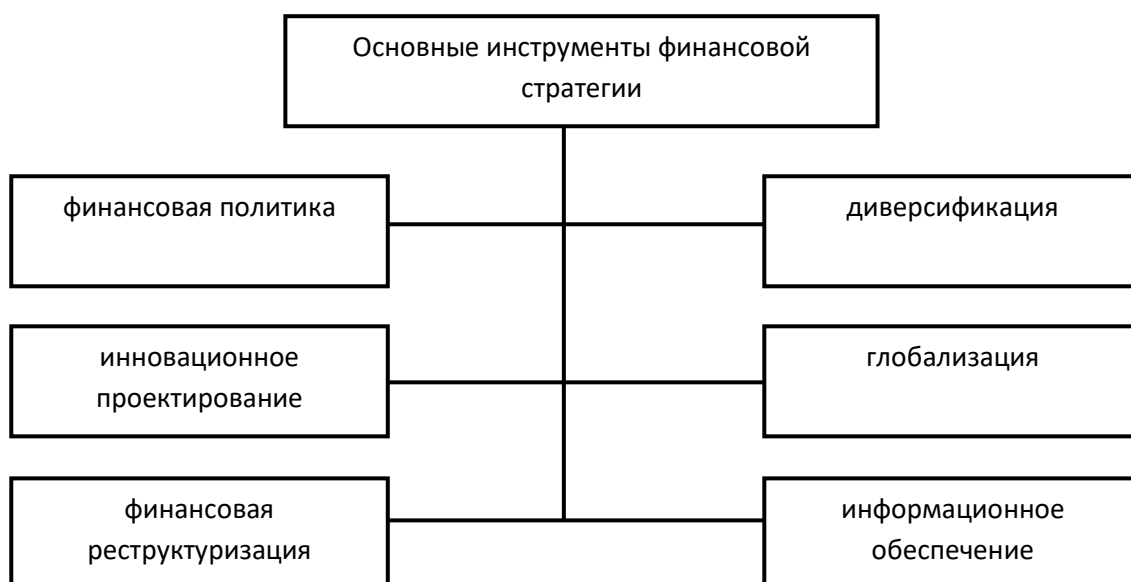 Основные инструменты финансовой
стратегии
финансовая политика
диверсификация
инновационное
проектирование
глобализация
финансовая
реструктуризация
информационное
обеспечение